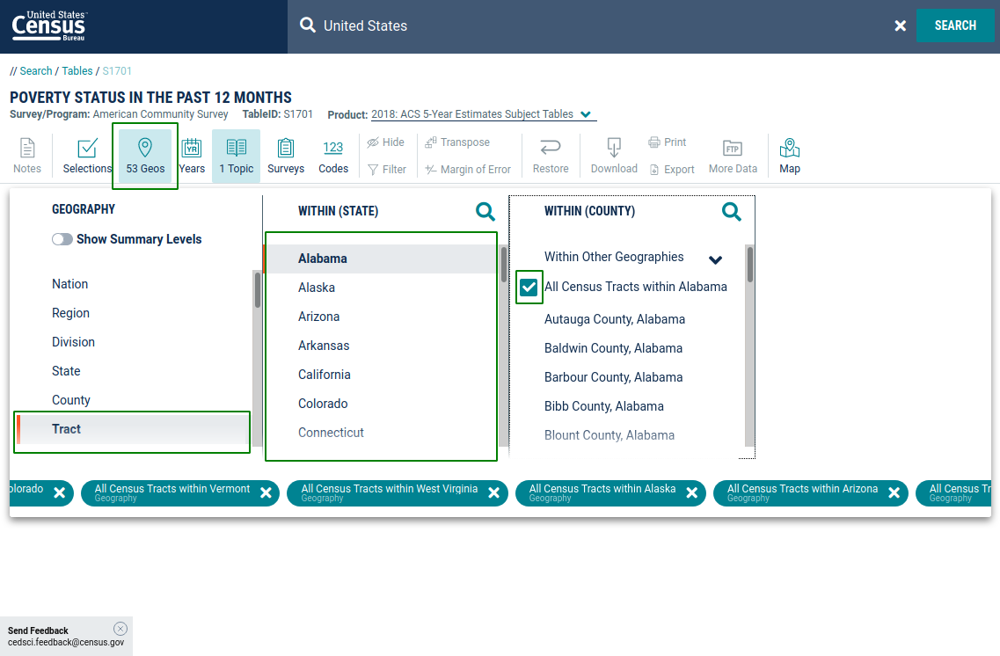 United States®
Census
Bureau
United States
SEARCH
// Search / Tables / S1701
POVERTY STATUS IN THE PAST 12 MONTHS
Survey/Program: American Community Survey TableID: S1701 Product: 2018: ACS 5-Year Estimates Subject Tables
Notes
Selections
53 Geos
YR
Years
1 Topic
Surveys
123
Codes
Hide
Filter
Transpose
Margin of Error
Restore
Download
Print
Export
FTP
More Data
Map
GEOGRAPHY
Show Summary Levels
Nation
Region
Division
State
County
Tract
WITHIN (STATE)
Alabama
Alaska
Arizona
Arkansas
California
Colorado
Connecticut
WITHIN (COUNTY)
Within Other Geographies
All Census Tracts within Alabama
Autauga County, Alabama
Baldwin County, Alabama
Barbour County, Alabama
Bibb County, Alabama
Blount County, Alabama
olorado
All Census Tracts within Vermont
Geography
All Census Tracts within West Virginia
Geography
All Census Tracts within Alaska
Geography
All Census Tracts within Arizona
Geography
All Census Tr
Geography
Send Feedback
cedsci.feedback@census.gov